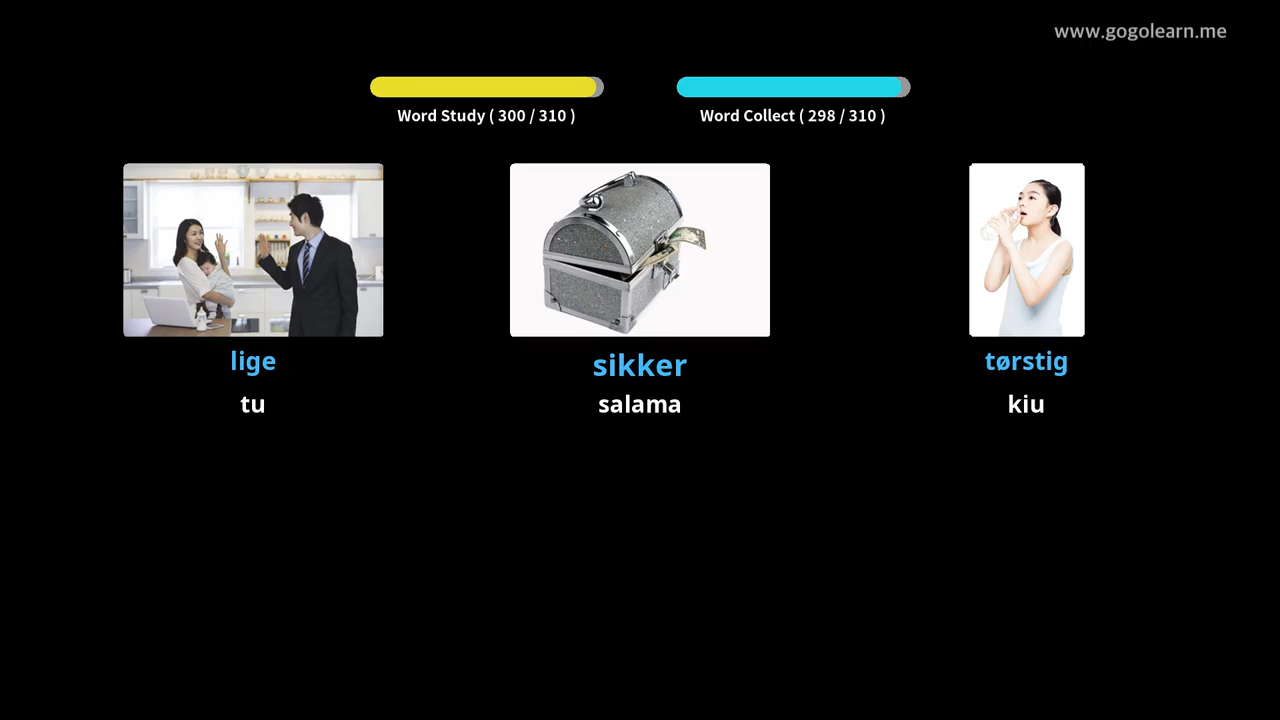 www.gogolearn.me
Word Study ( 300 / 310 )
Word Collect ( 298 / 310 )
lige
sikker
tørstig
tu
salama
kiu